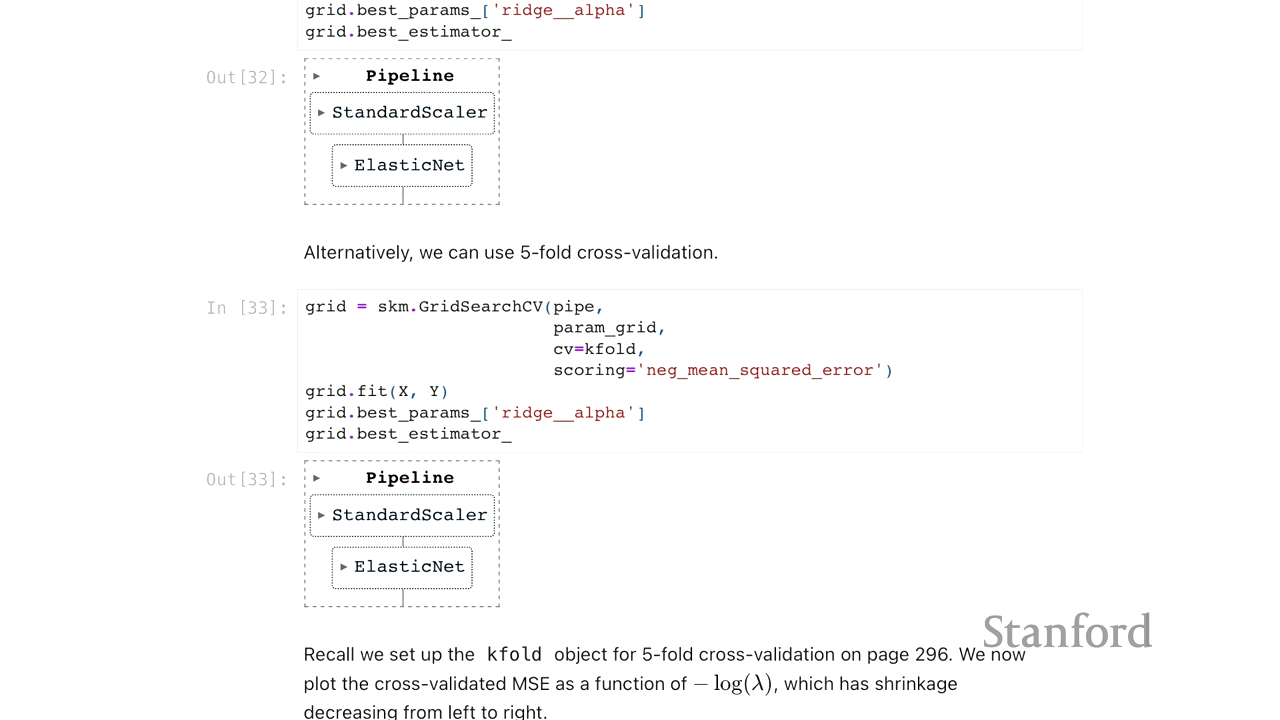 grid.best_params_['ridge__alpha']
grid.best_estimator_
Out[32]:
Pipeline
StandardScaler
ElasticNet
Alternatively, we can use 5-fold cross-validation.
In [33]:
grid = skm.GridSearchCV(pipe,
param_grid,
cv=kfold,
scoring='neg_mean_squared_error')
grid.fit(X, Y)
grid.best_params_['ridge__alpha']
grid.best_estimator_
Out[33]:
Pipeline
StandardScaler
ElasticNet
Stanford
Recall we set up the kfold object for 5-fold cross-validation on page 296. We now
plot the cross-validated MSE as a function of − log(λ), which has shrinkage
decreasing from left to right.